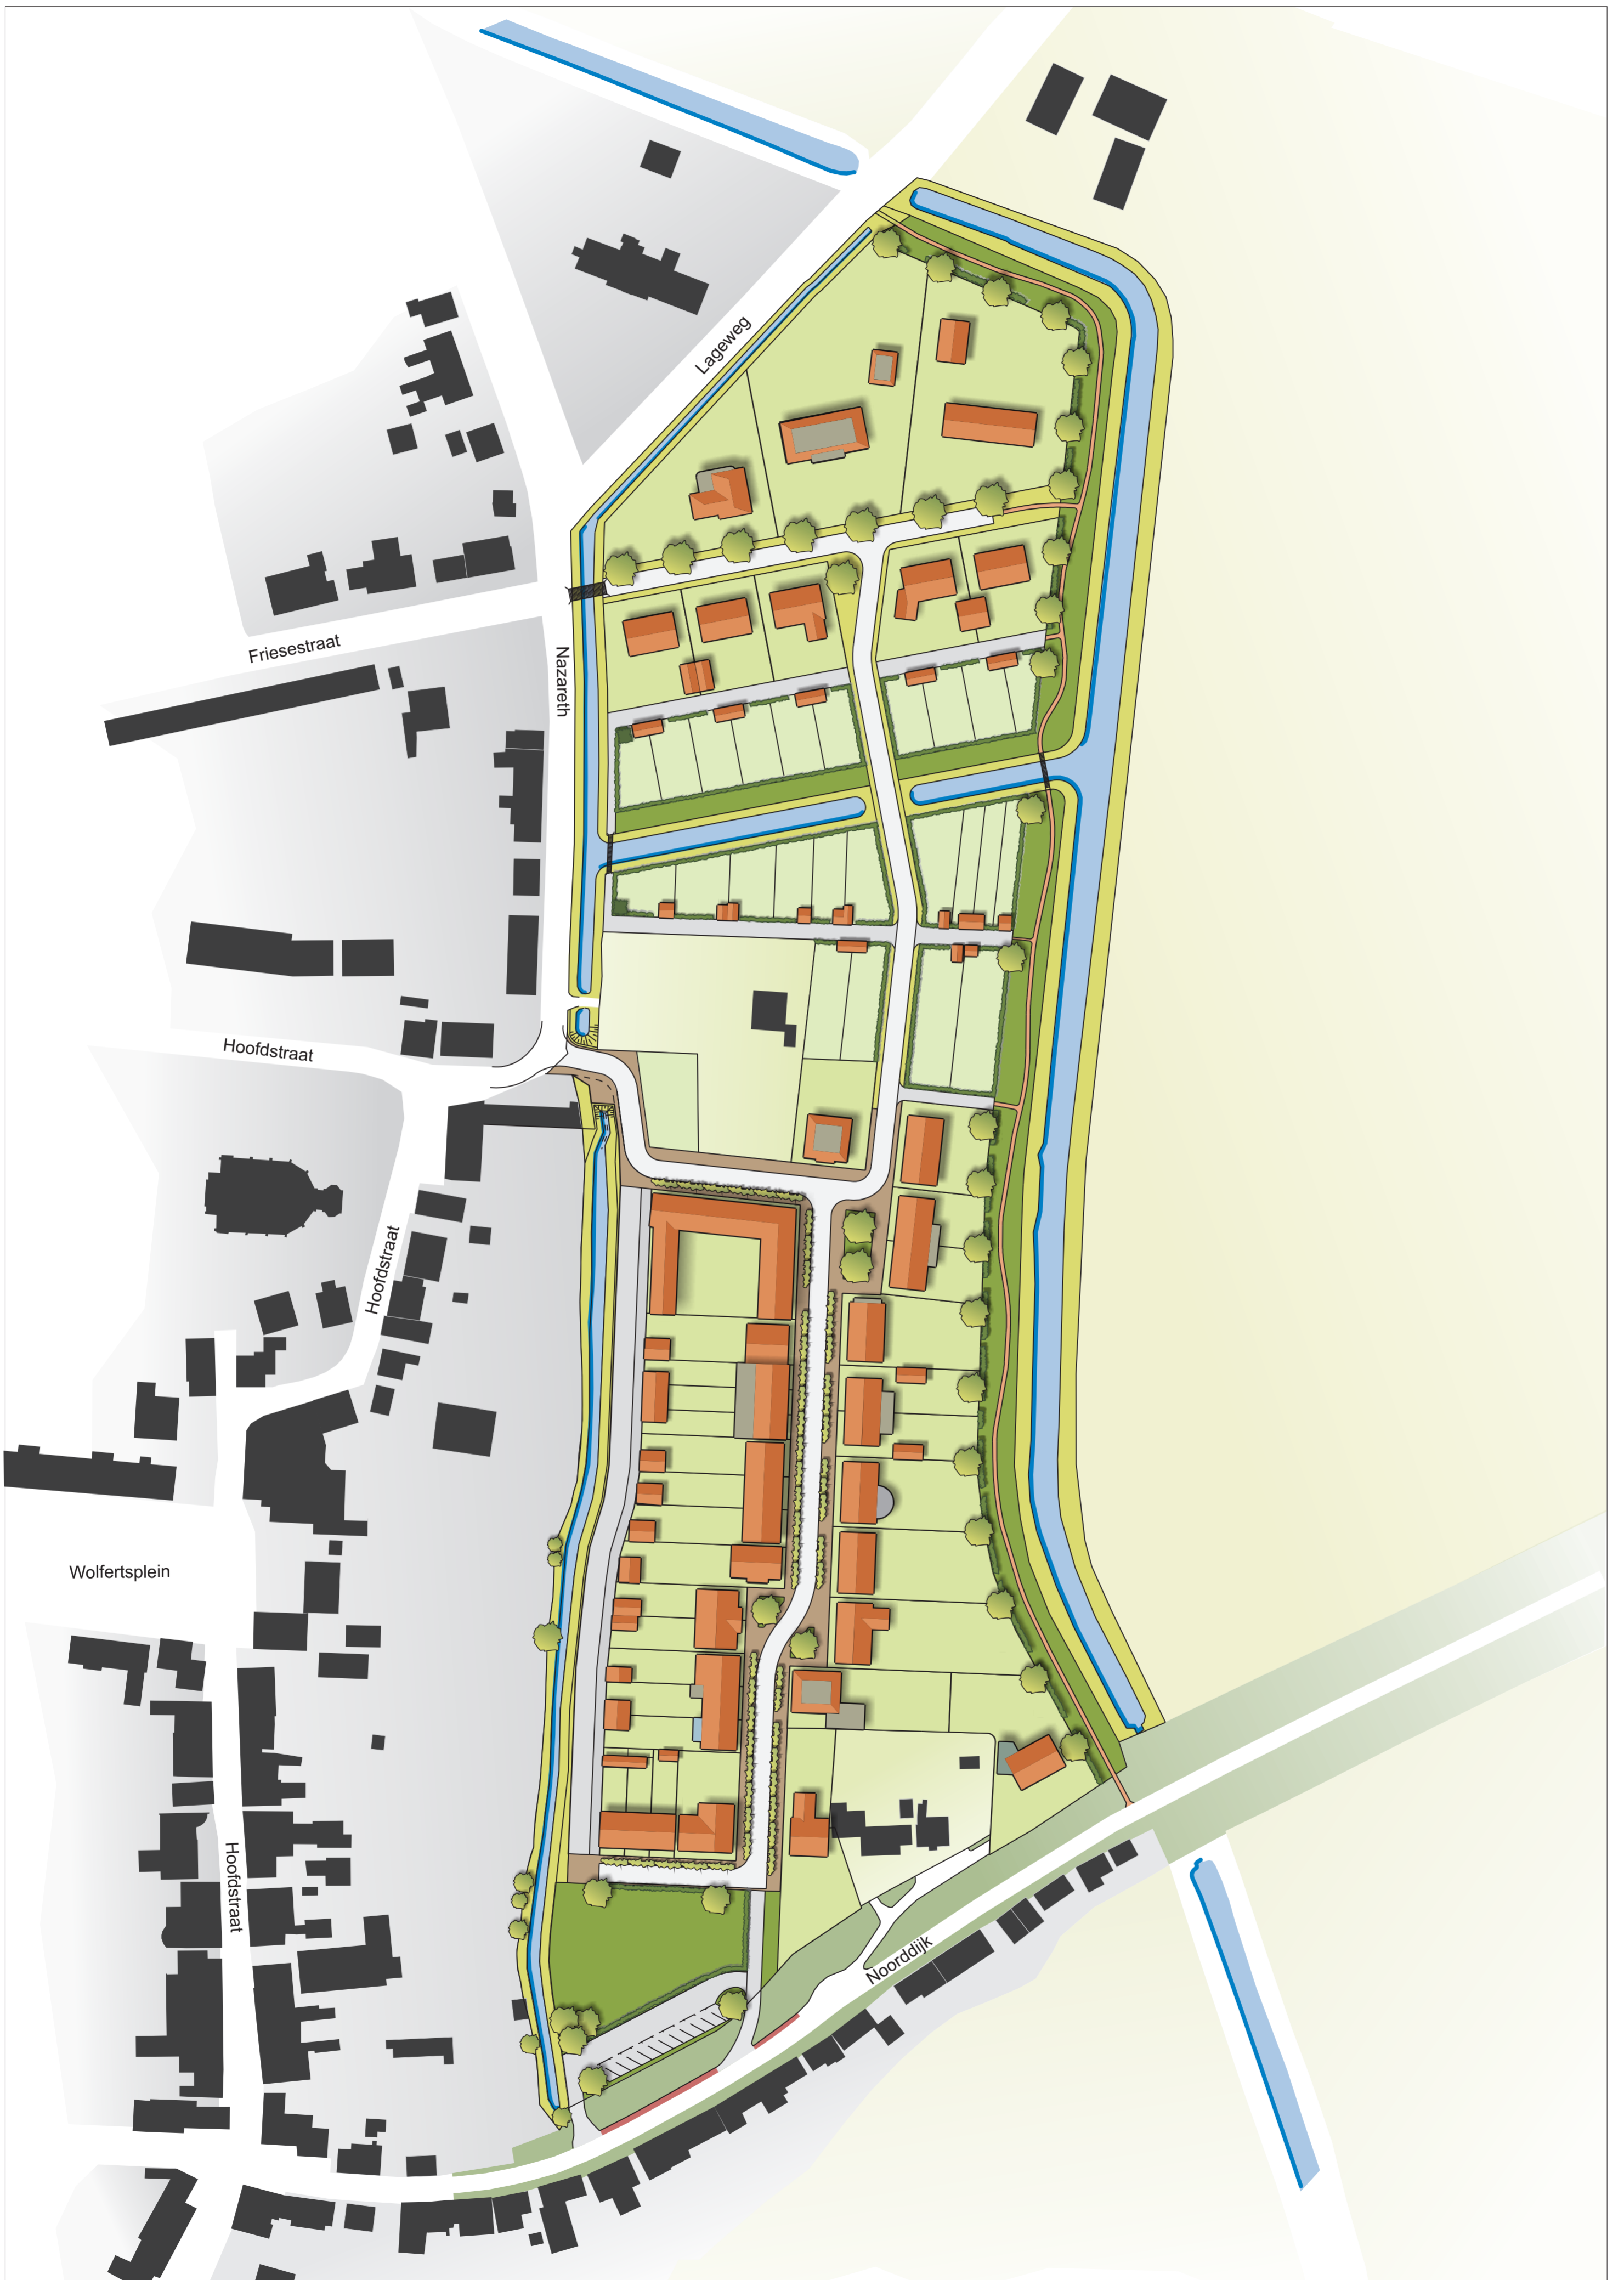 Lageweg
Friesestraat
Nazareth
Hoofdstraat
Hoofdstraat
Wolfertsplein
Hoofdstraat
Noorddijk